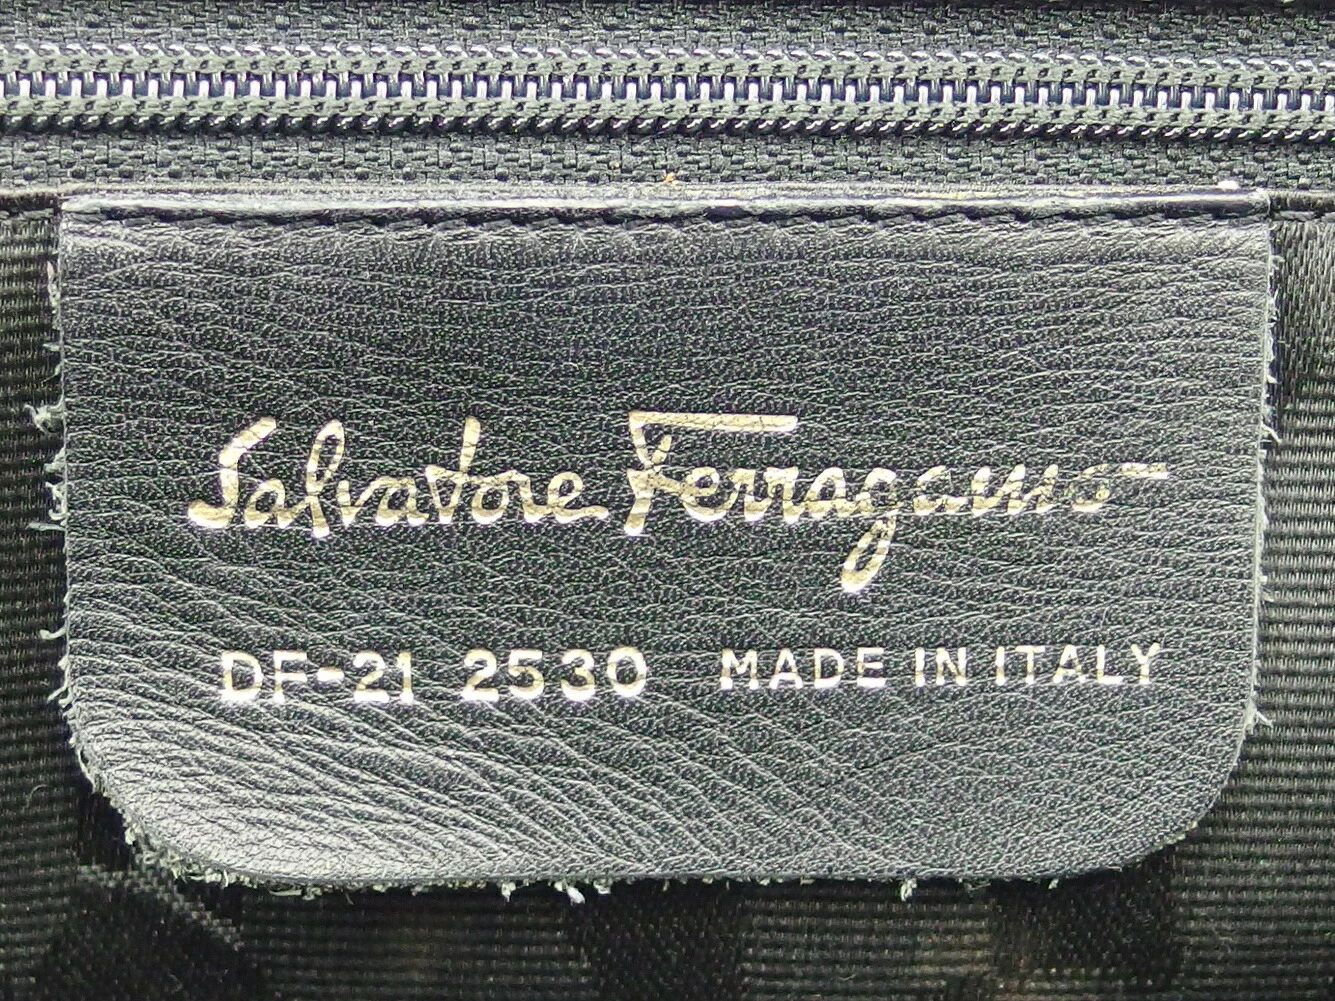 Salvatore Ferragamo
DF-21 2530 MADE IN ITALY